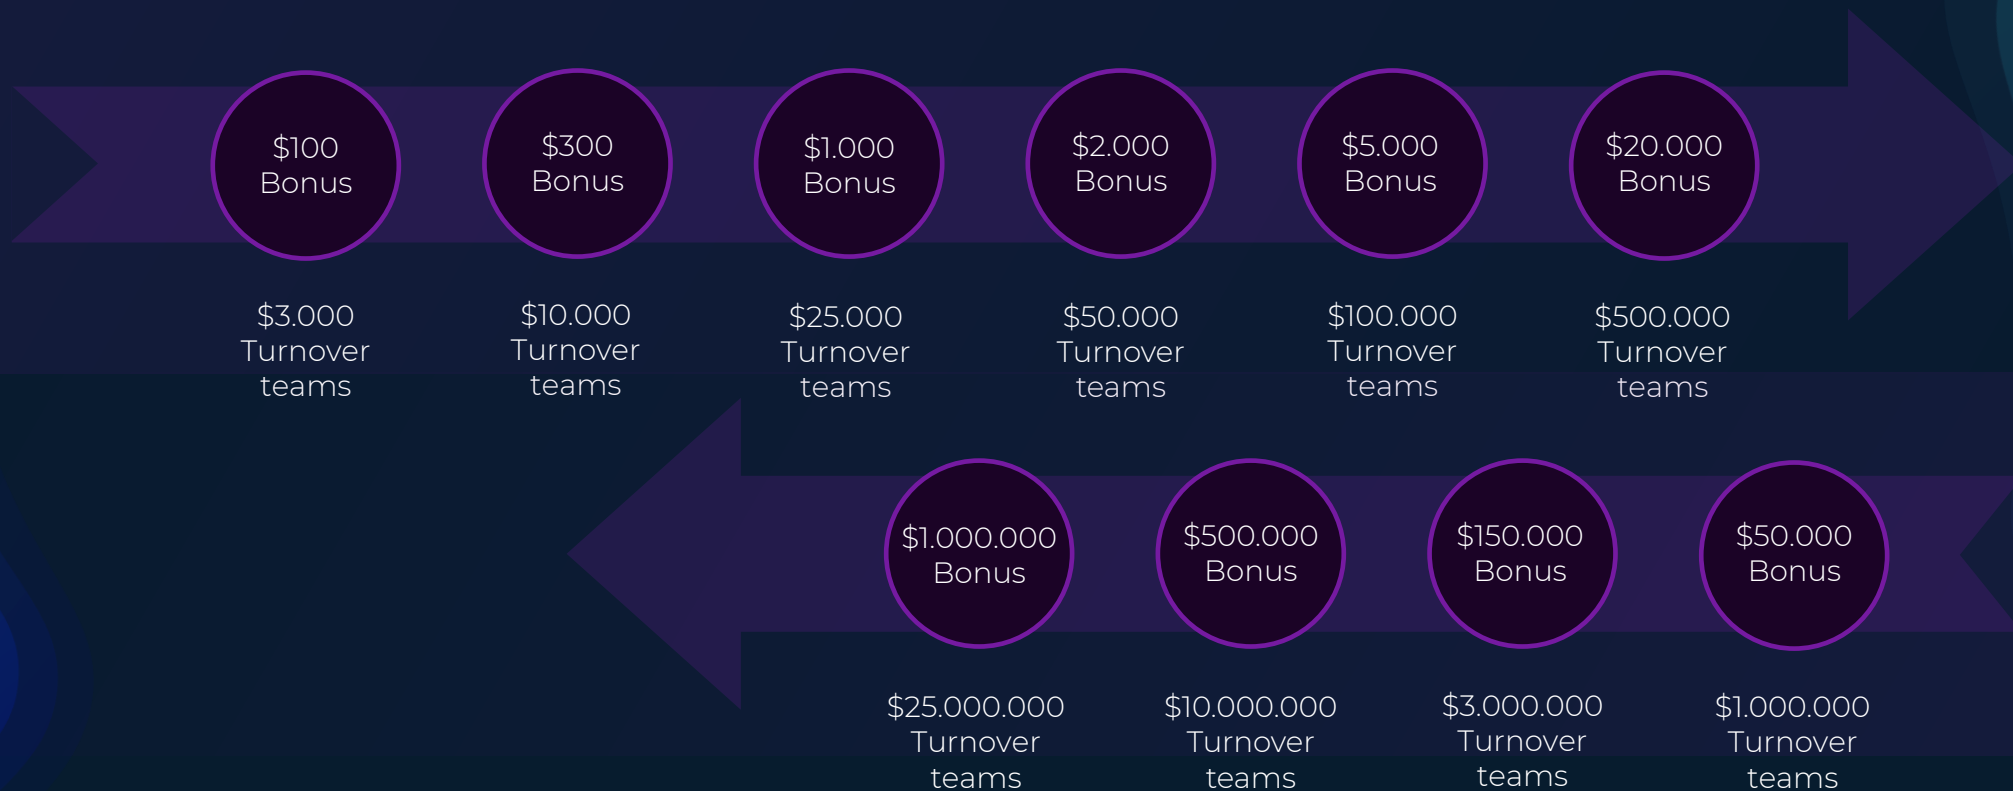 $100
Bonus
$300
Bonus
$1.000
Bonus
$2.000
Bonus
$5.000
Bonus
$20.000
Bonus
$3.000
Turnover
teams
$10.000
Turnover
teams
$25.000
Turnover
teams
$50.000
Turnover
teams
$100.000
Turnover
teams
$500.000
Turnover
teams
$1.000.000
Bonus
$500.000
Bonus
$150.000
Bonus
$50.000
Bonus
$25.000.000
Turnover
teams
$10.000.000
Turnover
teams
$3.000.000
Turnover
teams
$1.000.000
Turnover
teams